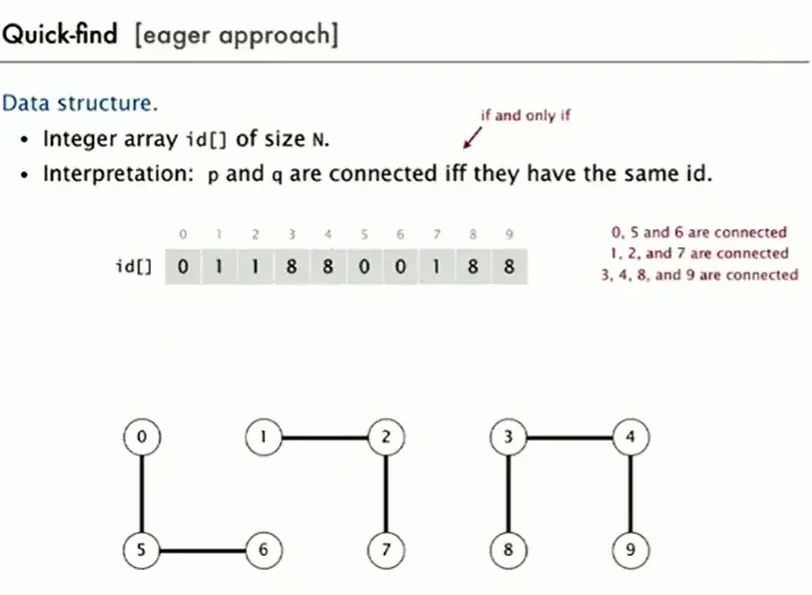 Quick-find [eager approach]
Data structure.
if and only if
• Integer array id[] of size N.
• Interpretation: p and q are connected iff they have the same id.
0 1 2 3 4 5 6 7 8 9
id[] 0 1 1 8 8 0 0 1 8 8
0, 5 and 6 are connected
1, 2, and 7 are connected
3, 4, 8, and 9 are connected
0 1 2 3 4
5 6 7 8 9